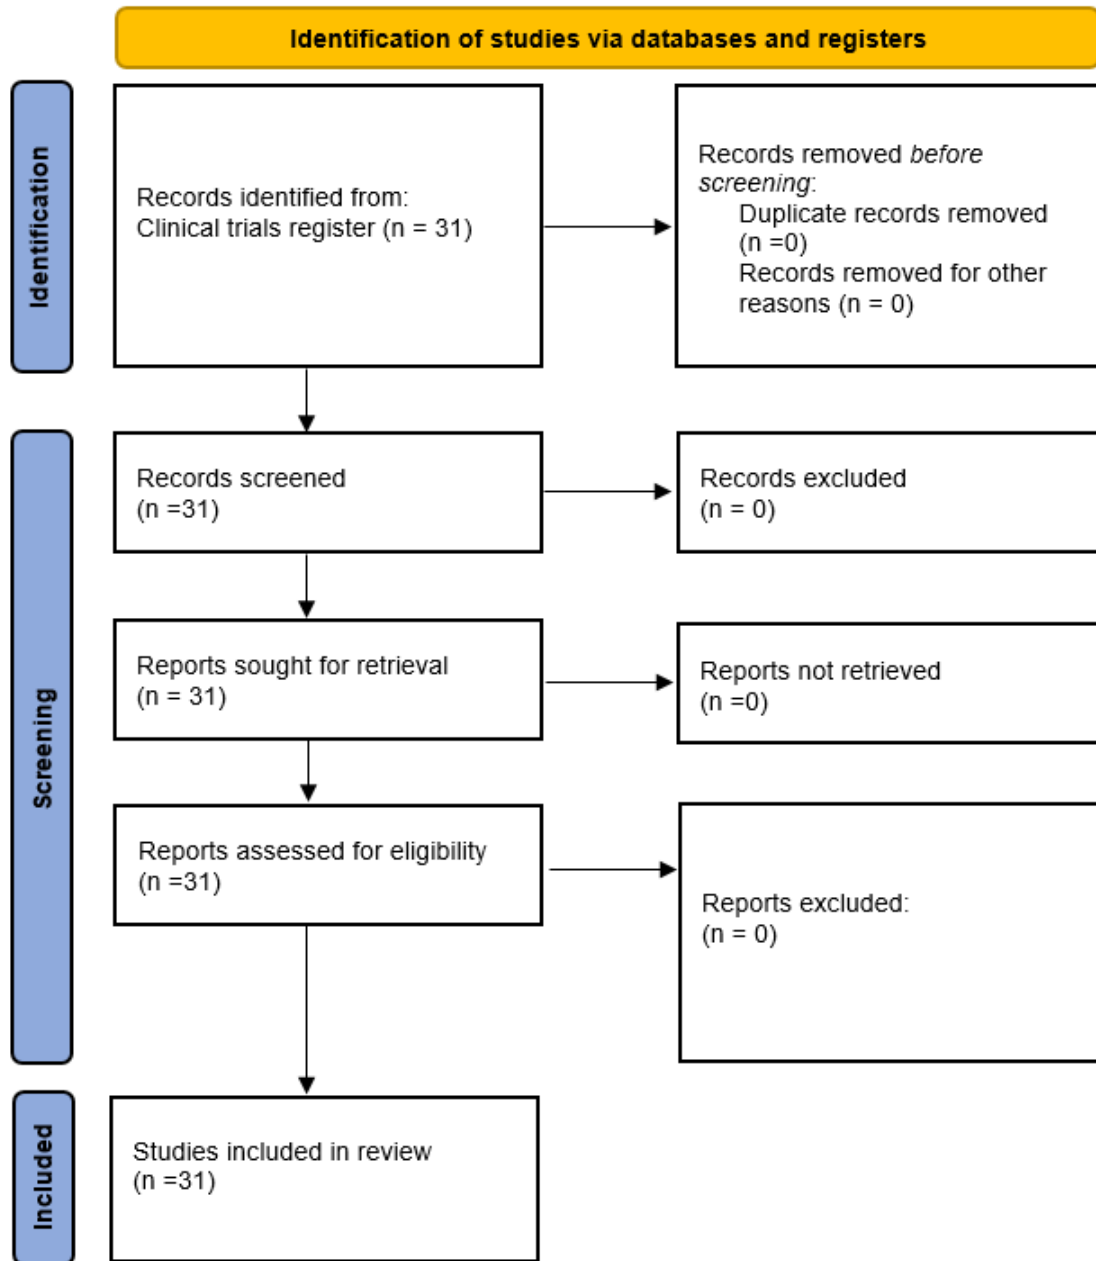 Identification of studies via databases and registers
Identification
Records identified from:
Clinical trials register (n = 31)
Records removed before
screening:
Duplicate records removed
(n =0)
Records removed for other
reasons (n = 0)
Screening
Records screened
(n =31)
Records excluded
(n = 0)
Reports sought for retrieval
(n = 31)
Reports not retrieved
(n =0)
Reports assessed for eligibility
(n =31)
Reports excluded:
(n = 0)
Included
Studies included in review
(n =31)